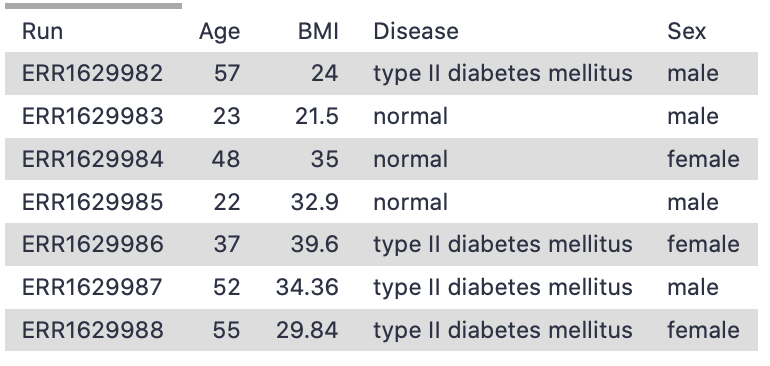 Run Age BMI Disease Sex
ERR1629982 57 24 type II diabetes mellitus male
ERR1629983 23 21.5 normal male
ERR1629984 48 35 normal female
ERR1629985 22 32.9 normal male
ERR1629986 37 39.6 type II diabetes mellitus female
ERR1629987 52 34.36 type II diabetes mellitus male
ERR1629988 55 29.84 type II diabetes mellitus female